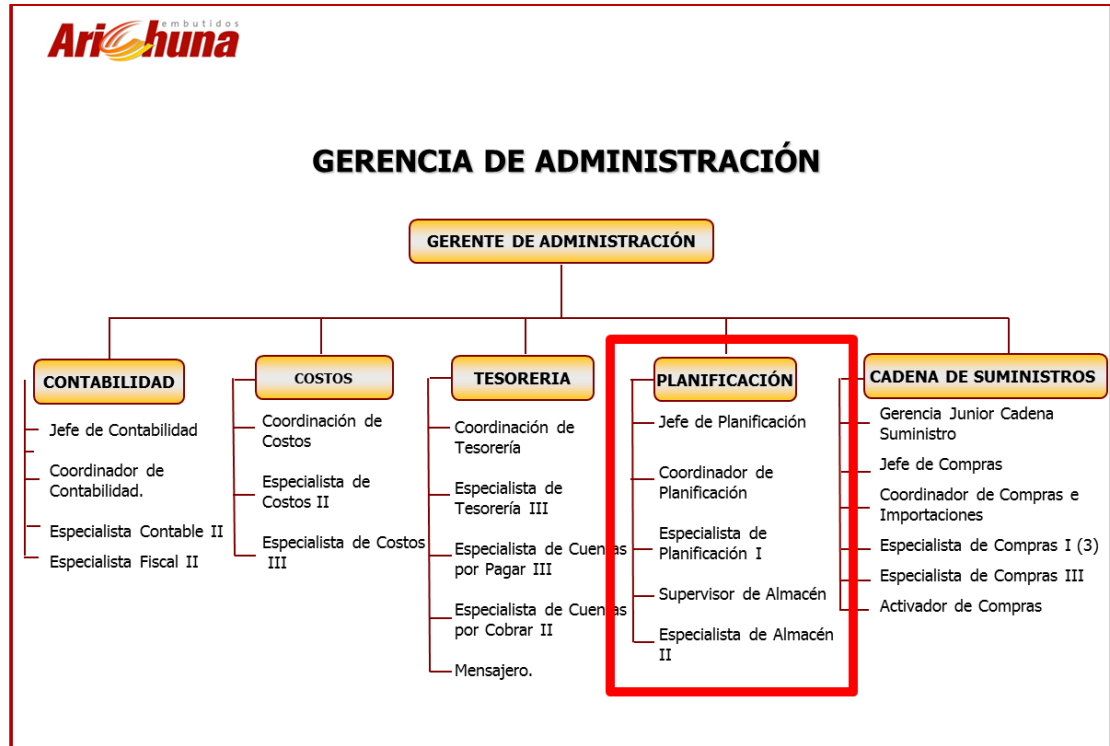 embutidos
Arichuna
GERENCIA DE ADMINISTRACIÓN
GERENTE DE ADMINISTRACIÓN
CONTABILIDAD
Jefe de Contabilidad
Coordinador de
Contabilidad.
Especialista Contable II
Especialista Fiscal II
COSTOS
Coordinación de
Costos
Especialista de
Costos II
Especialista de Costos
III
TESORERIA
Coordinación de
Tesorería
Especialista de
Tesorería III
Especialista de Cuentas
por Pagar III
Especialista de Cuentas
por Cobrar II
Mensajero.
PLANIFICACIÓN
Jefe de Planificación
Coordinador de
Planificación
Especialista de
Planificación I
Supervisor de Almacén
Especialista de Almacén
II
CADENA DE SUMINISTROS
Gerencia Junior Cadena
Suministro
Jefe de Compras
Coordinador de Compras e
Importaciones
Especialista de Compras I (3)
Especialista de Compras III
Activador de Compras